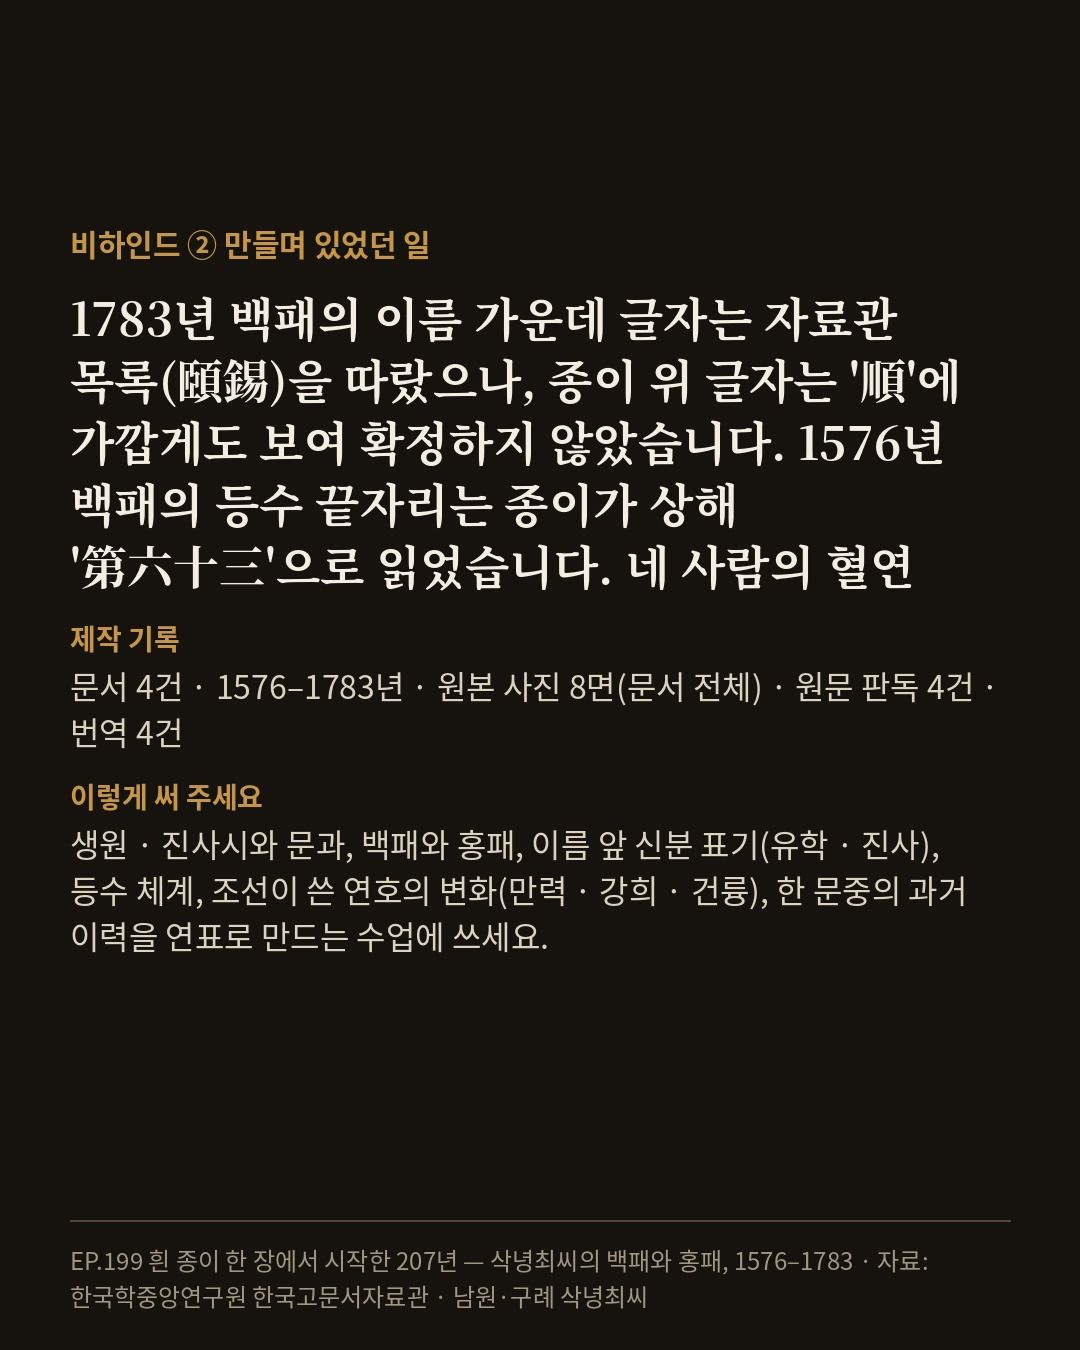 비하인드 ② 만들며 있었던 일
1783년 백패의 이름 가운데 글자는 자료관
목록(頤錫)을 따랐으나, 종이 위 글자는 '順'에
가깝게도 보여 확정하지 않았습니다. 1576년
백패의 등수 끝자리는 종이가 상해
'第六十三'으로 읽었습니다. 네 사람의 혈연
제작 기록
문서 4건 · 1576–1783년 · 원본 사진 8면(문서 전체) · 원문 판독 4건 ·
번역 4건
이렇게 써 주세요
생원 · 진사시와 문과, 백패와 홍패, 이름 앞 신분 표기(유학 · 진사),
등수 체계, 조선이 쓴 연호의 변화(만력 · 강희 · 건륭), 한 문중의 과거
이력을 연표로 만드는 수업에 쓰세요.
EP.199 흰 종이 한 장에서 시작한 207년 — 삭녕최씨의 백패와 홍패, 1576–1783 · 자료:
한국학중앙연구원 한국고문서자료관 · 남원·구례 삭녕최씨